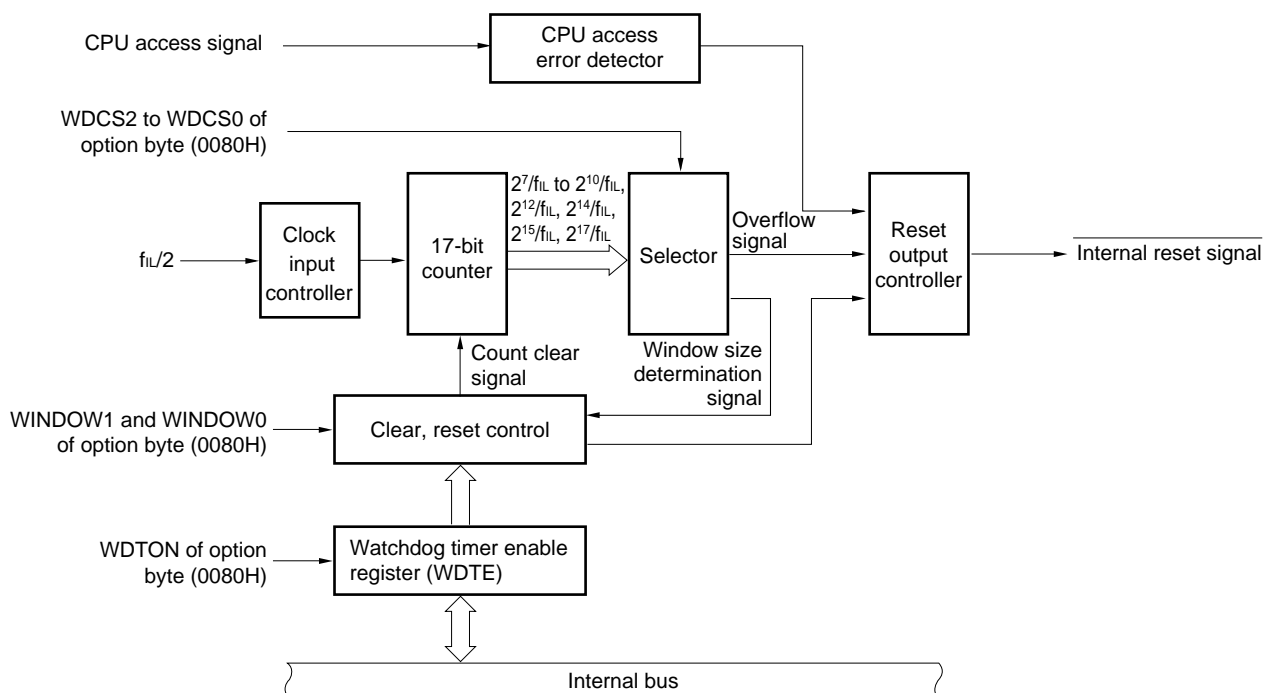 CPU access signal
CPU access
error detector
WDCS2 to WDCS0 of
option byte (0080H)
fIL/2
Clock
input
controller
17-bit
counter
2⁷/fIL to 2¹⁰/fIL,
2¹²/fIL, 2¹⁴/fIL,
2¹⁵/fIL, 2¹⁷/fIL
Selector
Overflow
signal
Reset
output
controller
Internal reset signal
Count clear
signal
Window size
determination
signal
WINDOW1 and WINDOW0
of option byte (0080H)
Clear, reset control
WDTON of option
byte (0080H)
Watchdog timer enable
register (WDTE)
Internal bus